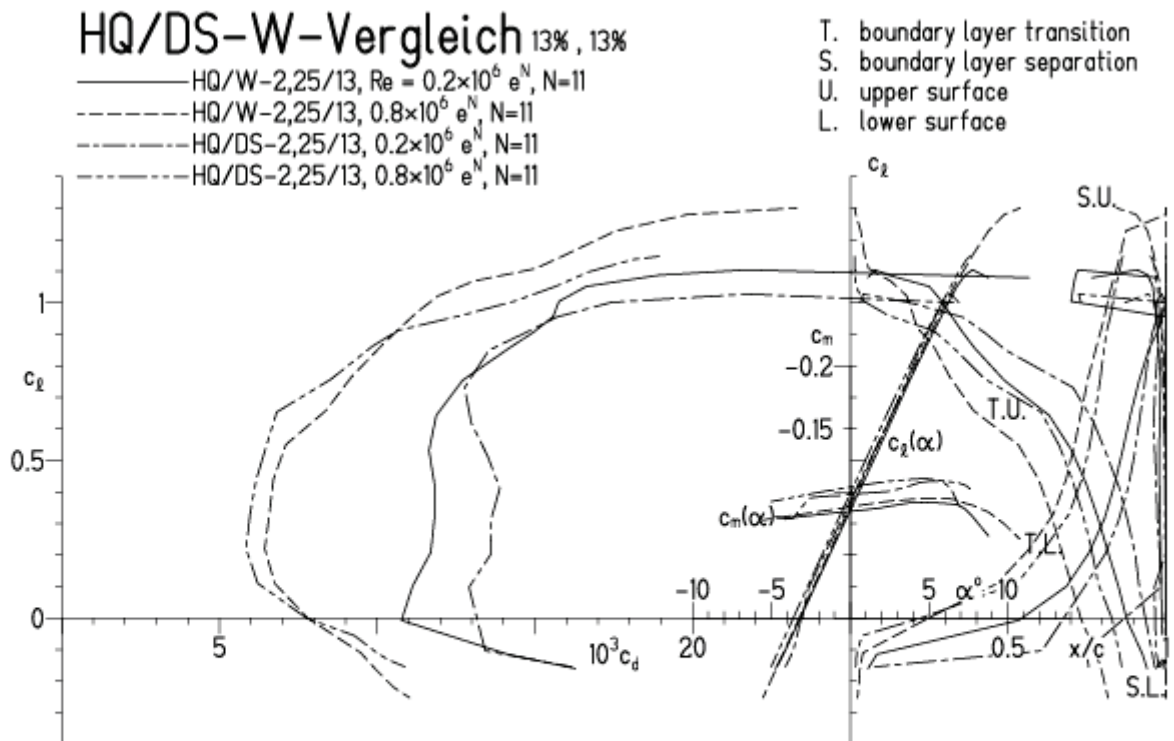 HQ/DS-W-Vergleich 13% , 13%
HQ/W-2,25/13, Re = 0.2×10⁶ eᴺ, N=11
HQ/W-2,25/13, 0.8×10⁶ eᴺ, N=11
HQ/DS-2,25/13, 0.2×10⁶ eᴺ, N=11
HQ/DS-2,25/13, 0.8×10⁶ eᴺ, N=11
T. boundary layer transition
S. boundary layer separation
U. upper surface
L. lower surface
cℓ
S.U.
1
cₘ
-0.2
cℓ
T.U.
-0.15
cℓ(α)
0.5
cₘ(α)
T.L.
-10 -5 5 α° 10
0
5 10³c_d 20 0.5 x/c
S.L.